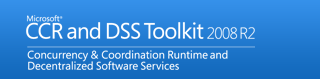 Microsoft®
CCR and DSS Toolkit 2008 R2
Concurrency & Coordination Runtime and
Decentralized Software Services